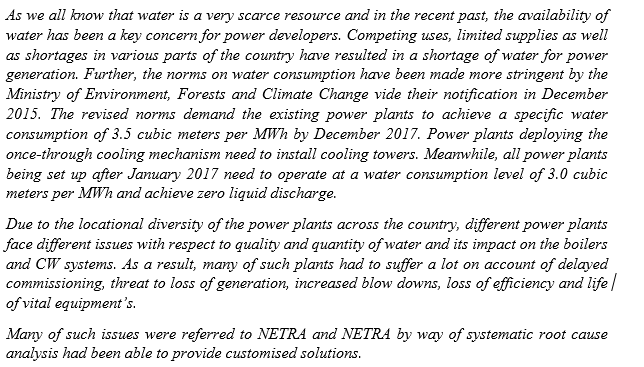 As we all know that water is a very scarce resource and in the recent past, the availability of
water has been a key concern for power developers. Competing uses, limited supplies as well
as shortages in various parts of the country have resulted in a shortage of water for power
generation. Further, the norms on water consumption have been made more stringent by the
Ministry of Environment, Forests and Climate Change vide their notification in December
2015. The revised norms demand the existing power plants to achieve a specific water
consumption of 3.5 cubic meters per MWh by December 2017. Power plants deploying the
once-through cooling mechanism need to install cooling towers. Meanwhile, all power plants
being set up after January 2017 need to operate at a water consumption level of 3.0 cubic
meters per MWh and achieve zero liquid discharge.
Due to the locational diversity of the power plants across the country, different power plants
face different issues with respect to quality and quantity of water and its impact on the boilers
and CW systems. As a result, many of such plants had to suffer a lot on account of delayed
commissioning, threat to loss of generation, increased blow downs, loss of efficiency and life
of vital equipment's.
Many of such issues were referred to NETRA and NETRA by way of systematic root cause
analysis had been able to provide customised solutions.